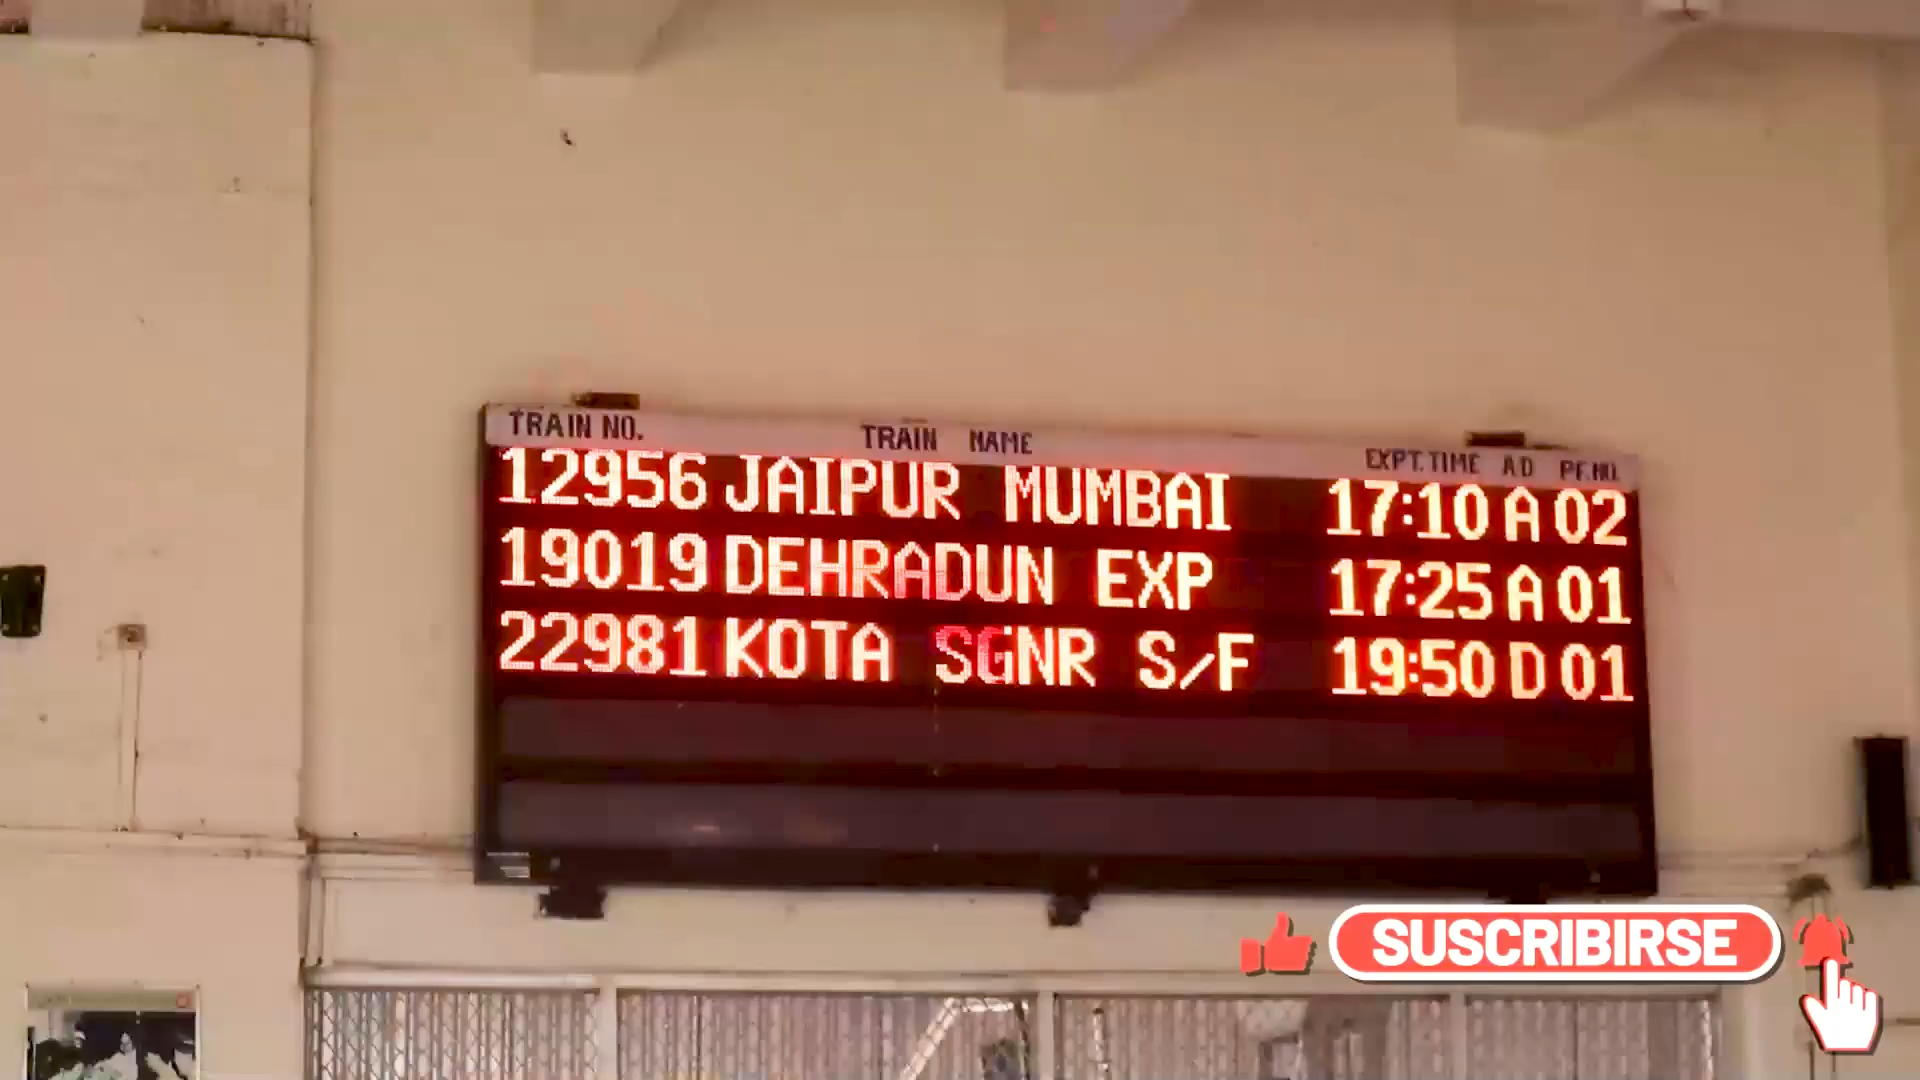 TRAIN NO. TRAIN NAME EXPT.TIME A D PF.NO.
12956 JAIPUR MUMBAI 17:10 A 02
19019 DEHRADUN EXP 17:25 A 01
22981 KOTA SGNR S/F 19:50 D 01
SUSCRIBIRSE